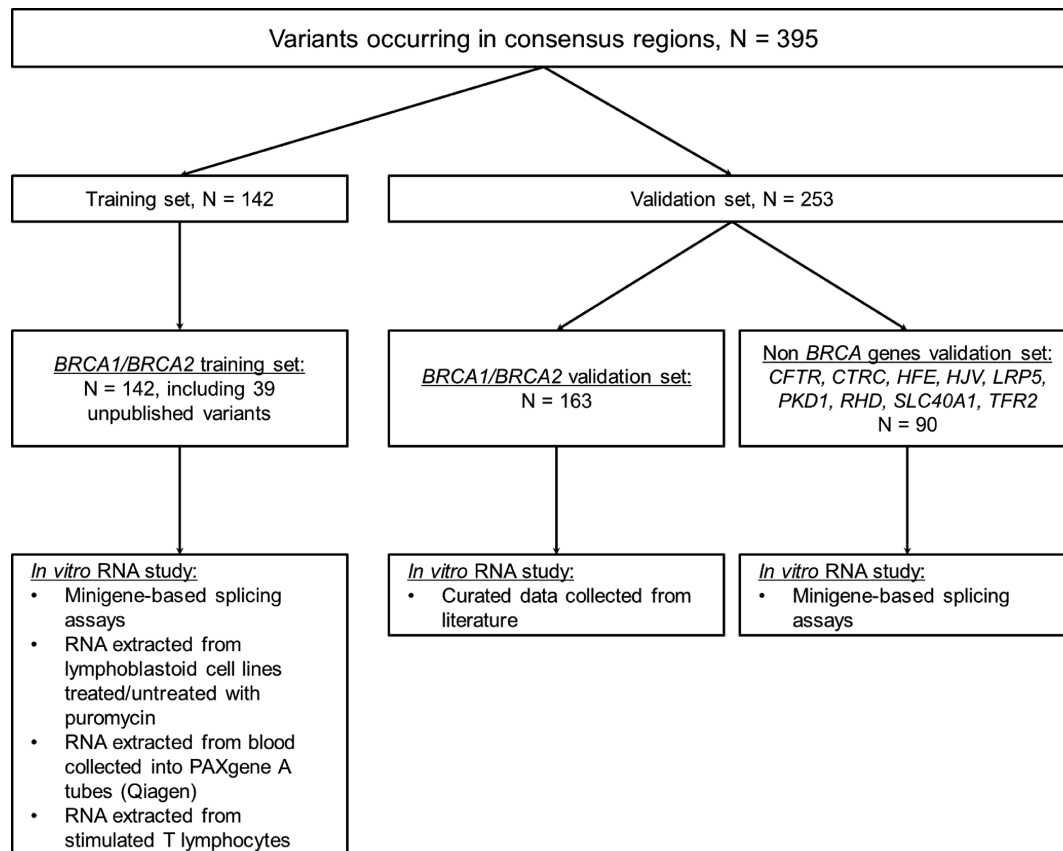 Variants occurring in consensus regions, N = 395
Training set, N = 142
Validation set, N = 253
BRCA1/BRCA2 training set:
N = 142, including 39
unpublished variants
BRCA1/BRCA2 validation set:
N = 163
Non BRCA genes validation set:
CFTR, CTRC, HFE, HJV, LRP5,
PKD1, RHD, SLC40A1, TFR2
N = 90
In vitro RNA study:
• Minigene-based splicing
assays
• RNA extracted from
lymphoblastoid cell lines
treated/untreated with
puromycin
• RNA extracted from blood
collected into PAXgene A
tubes (Qiagen)
• RNA extracted from
stimulated T lymphocytes
In vitro RNA study:
• Curated data collected from
literature
In vitro RNA study:
• Minigene-based splicing
assays